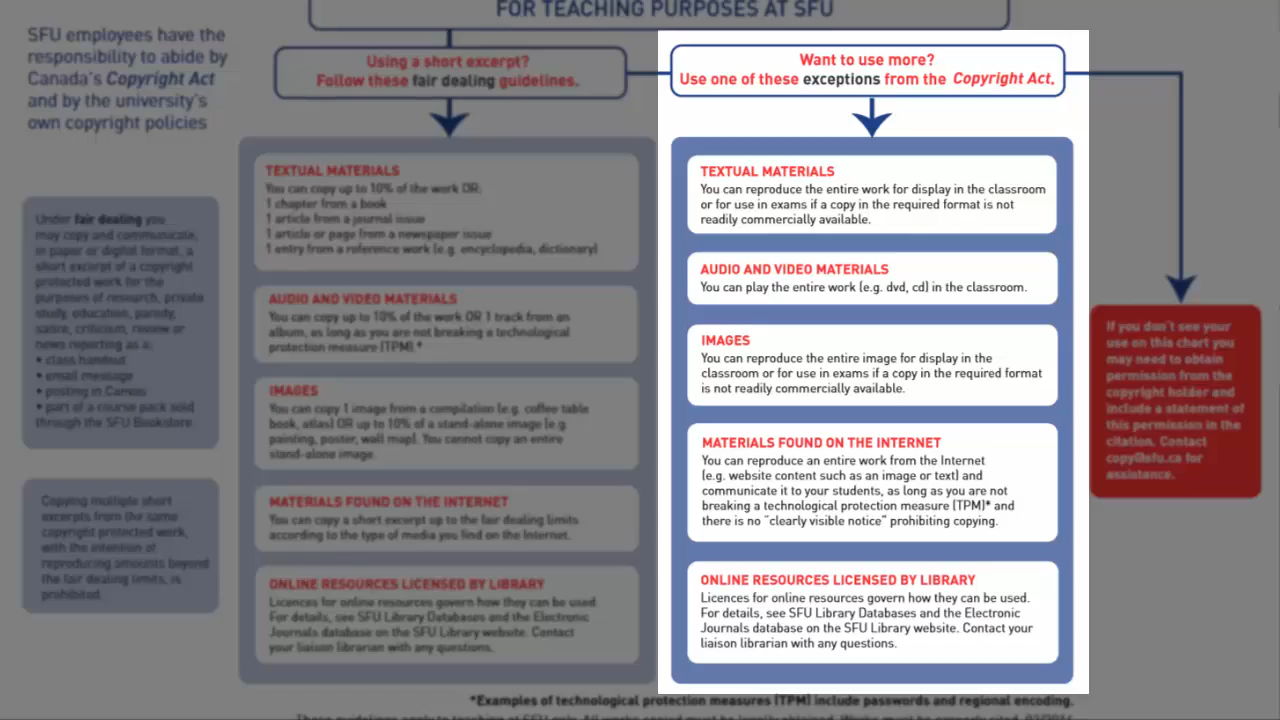 FOR TEACHING PURPOSES AT SFU
SFU employees have the
responsibility to abide by
Canada's Copyright Act
and by the university's
own copyright policies
Under fair dealing you
may copy and communicate,
in paper or digital format, a
short excerpt of a copyright
protected work for the
purposes of research, private
study, education, parody,
satire, criticism, review or
news reporting as a:
• class handout
• email message
• posting in Canvas
• part of a course pack sold
through the SFU Bookstore.
Copying multiple short
excerpts from the same
copyright protected work,
with the intention of
reproducing amounts beyond
the fair dealing limits, is
prohibited.
Using a short excerpt?
Follow these fair dealing guidelines.
TEXTUAL MATERIALS
You can copy up to 10% of the work OR:
1 chapter from a book
1 article from a journal issue
1 article or page from a newspaper issue
1 entry from a reference work (e.g. encyclopedia, dictionary)
AUDIO AND VIDEO MATERIALS
You can copy up to 10% of the work OR 1 track from an
album, as long as you are not breaking a technological
protection measure (TPM).*
IMAGES
You can copy 1 image from a compilation (e.g. coffee table
book, atlas) OR up to 10% of a stand-alone image (e.g.
painting, poster, wall map). You cannot copy an entire
stand-alone image.
MATERIALS FOUND ON THE INTERNET
You can copy a short excerpt up to the fair dealing limits
according to the type of media you find on the Internet.
ONLINE RESOURCES LICENSED BY LIBRARY
Licences for online resources govern how they can be used.
For details, see SFU Library Databases and the Electronic
Journals database on the SFU Library website. Contact
your liaison librarian with any questions.
Want to use more?
Use one of these exceptions from the Copyright Act.
TEXTUAL MATERIALS
You can reproduce the entire work for display in the classroom
or for use in exams if a copy in the required format is not
readily commercially available.
AUDIO AND VIDEO MATERIALS
You can play the entire work (e.g. dvd, cd) in the classroom.
IMAGES
You can reproduce the entire image for display in the
classroom or for use in exams if a copy in the required format
is not readily commercially available.
MATERIALS FOUND ON THE INTERNET
You can reproduce an entire work from the Internet
(e.g. website content such as an image or text) and
communicate it to your students, as long as you are not
breaking a technological protection measure (TPM)* and
there is no "clearly visible notice" prohibiting copying.
ONLINE RESOURCES LICENSED BY LIBRARY
Licences for online resources govern how they can be used.
For details, see SFU Library Databases and the Electronic
Journals database on the SFU Library website. Contact your
liaison librarian with any questions.
If you don't see your
use on this chart you
may need to obtain
permission from the
copyright holder and
include a statement of
this permission in the
citation. Contact
copy@sfu.ca for
assistance.
*Examples of technological protection measures (TPM) include passwords and regional encoding.